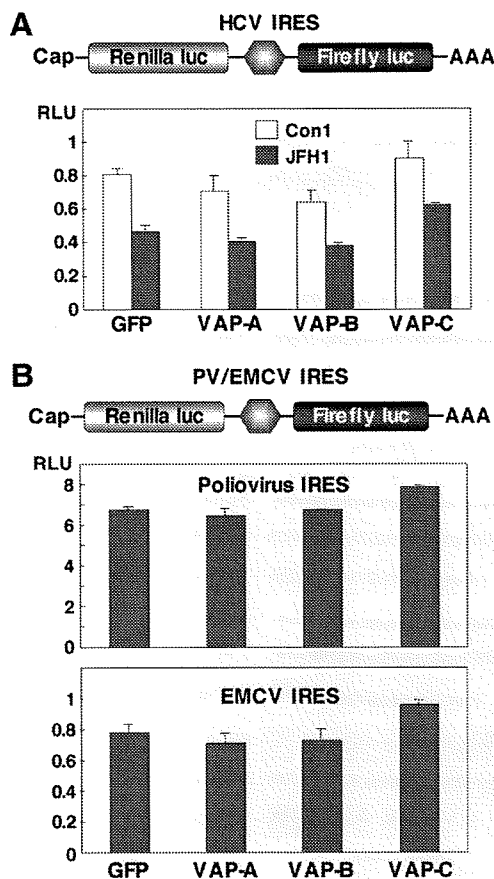 A
HCV IRES
Cap Renilla luc Firefly luc AAA
RLU
Con1
JFH1
1
0.8
0.6
0.4
0.2
0
GFP VAP-A VAP-B VAP-C
B
PV/EMCV IRES
Cap Renilla luc Firefly luc AAA
RLU
Poliovirus IRES
8
6
4
2
0
EMCV IRES
1
0.8
0.6
0.4
0.2
0
GFP VAP-A VAP-B VAP-C